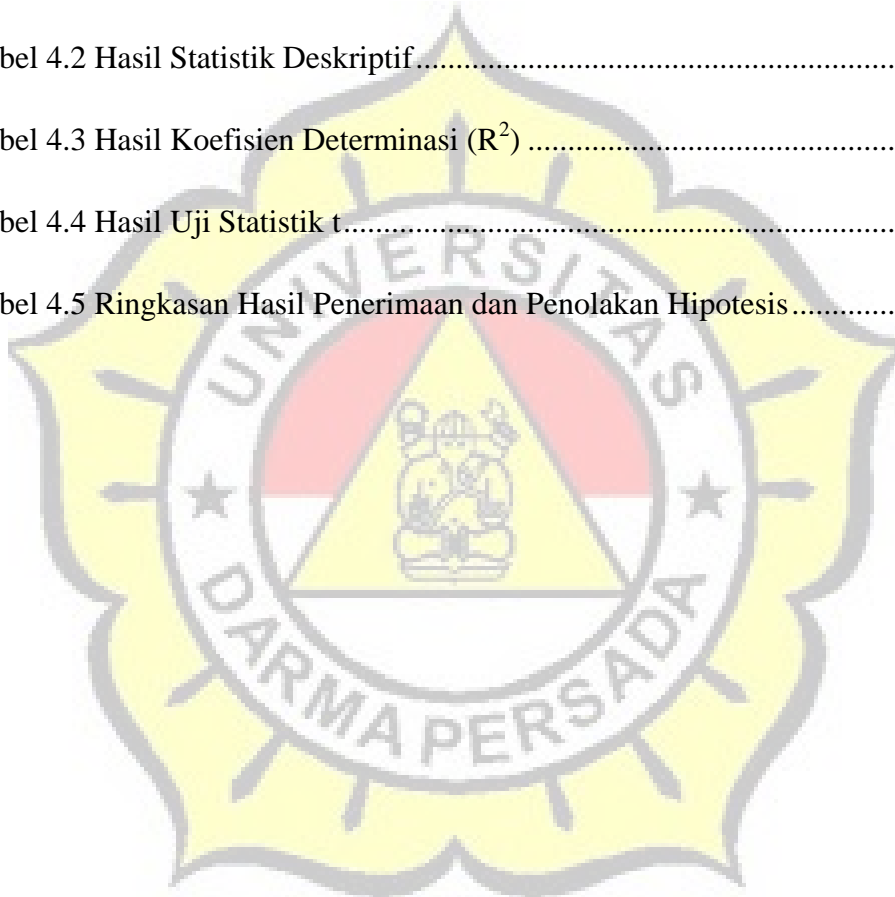 bel 4.2 Hasil Statistik Deskriptif..........................................................
bel 4.3 Hasil Koefisien Determinasi (R²) ............................................
bel 4.4 Hasil Uji Statistik t...................................................................
bel 4.5 Ringkasan Hasil Penerimaan dan Penolakan Hipotesis.............
UNIVERSITAS
DARMA PERSADA